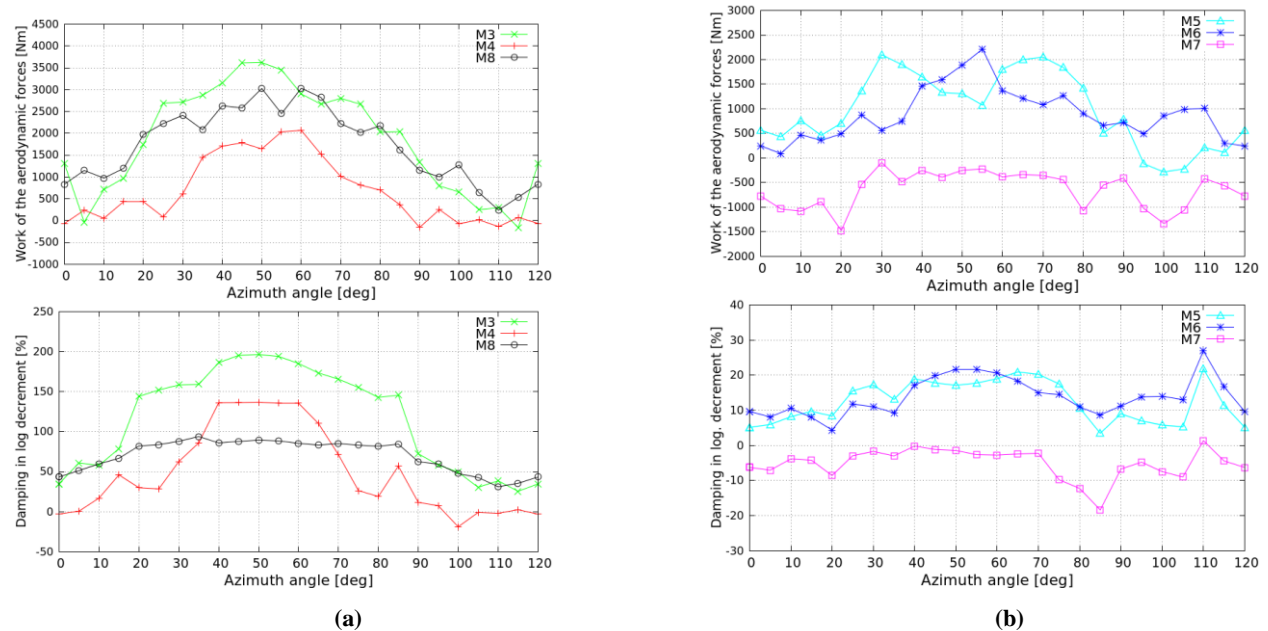 Work of the aerodynamic forces [Nm]
4500
4000
3500
3000
2500
2000
1500
1000
500
0
-500
-1000
M3
M4
M8
0 10 20 30 40 50 60 70 80 90 100 110 120
Azimuth angle [deg]
Damping in log decrement [%]
250
200
150
100
50
0
-50
M3
M4
M8
0 10 20 30 40 50 60 70 80 90 100 110 120
Azimuth angle [deg]
(a)
Work of the aerodynamic forces [Nm]
3000
2500
2000
1500
1000
500
0
-500
-1000
-1500
-2000
M5
M6
M7
0 10 20 30 40 50 60 70 80 90 100 110 120
Azimuth angle [deg]
Damping in log. decrement [%]
40
30
20
10
0
-10
-20
-30
M5
M6
M7
0 10 20 30 40 50 60 70 80 90 100 110 120
Azimuth angle [deg]
(b)